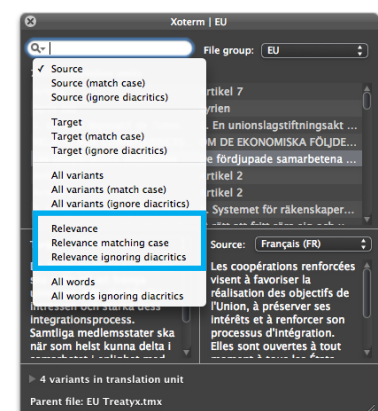 Xoterm | EU
File group: EU
✓ Source
Source (match case)
Source (ignore diacritics)
Target
Target (match case)
Target (ignore diacritics)
All variants
All variants (match case)
All variants (ignore diacritics)
Relevance
Relevance matching case
Relevance ignoring diacritics
All words
All words ignoring diacritics
rtikel 7
yrien
. En unionslagstiftningsakt ...
M DE EKONOMISKA FÖLJDE...
e fördjupade samarbetena ...
rtikel 2
rtikel 2
. Systemet för räkenskaper...
integrationsprocess.
Samtliga medlemsstater ska
när som helst kunna delta i
Source: Français (FR)
Les coopérations renforcées
visent à favoriser la
réalisation des objectifs de
l'Union, à préserver ses
intérêts et à renforcer son
processus d'intégration.
Elles sont ouvertes à tout
4 variants in translation unit
Parent file: EU Treatyx.tmx